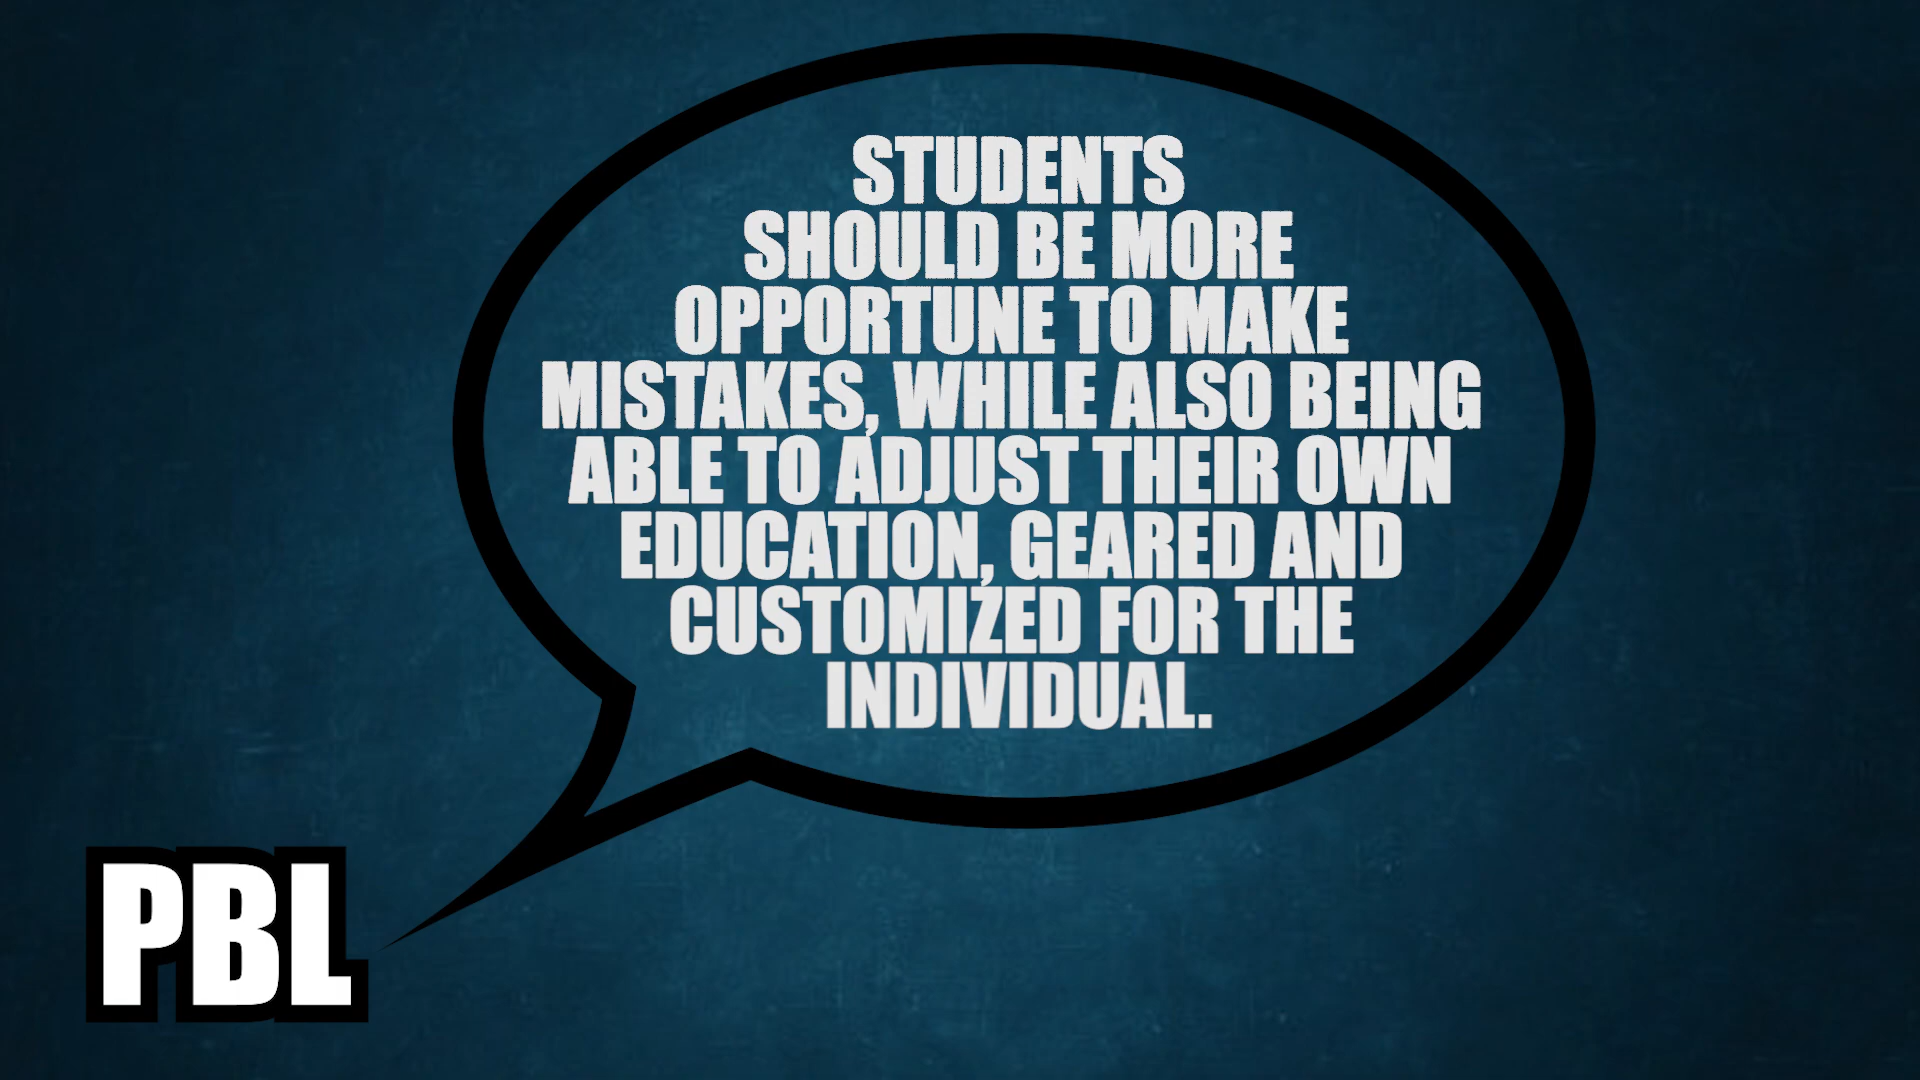 STUDENTS
SHOULD BE MORE
OPPORTUNE TO MAKE
MISTAKES, WHILE ALSO BEING
ABLE TO ADJUST THEIR OWN
EDUCATION, GEARED AND
CUSTOMIZED FOR THE
INDIVIDUAL.
PBL